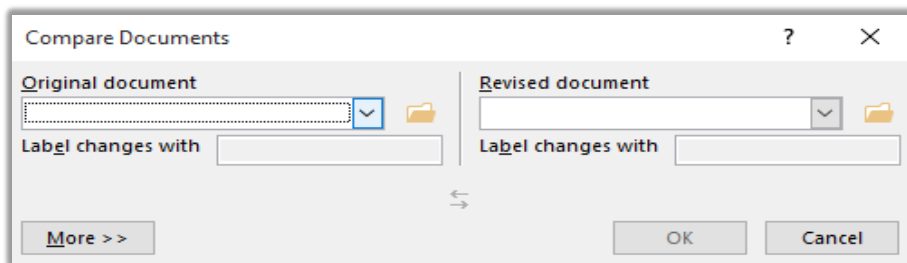 Compare Documents ?
Original document Revised document
Label changes with Label changes with
More >> OK Cancel